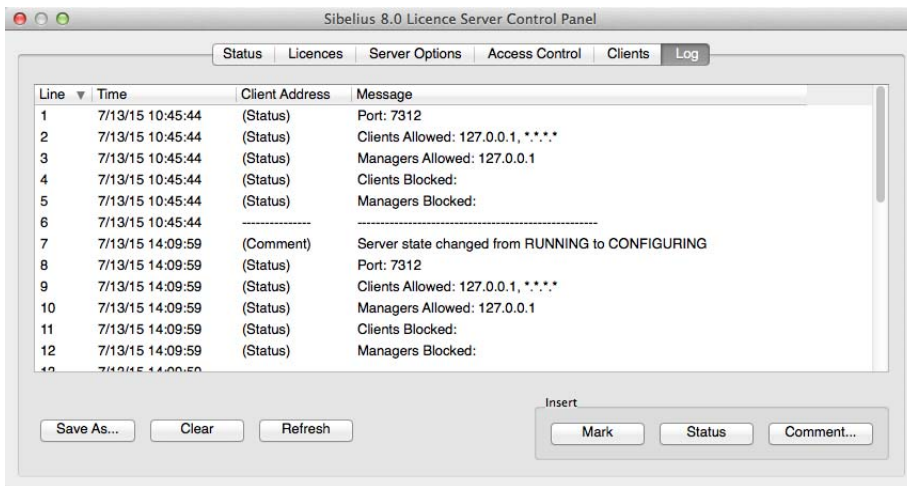 Sibelius 8.0 Licence Server Control Panel
Status Licences Server Options Access Control Clients Log
Line Time Client Address Message
1 7/13/15 10:45:44 (Status) Port: 7312
2 7/13/15 10:45:44 (Status) Clients Allowed: 127.0.0.1, *.*.*.*
3 7/13/15 10:45:44 (Status) Managers Allowed: 127.0.0.1
4 7/13/15 10:45:44 (Status) Clients Blocked:
5 7/13/15 10:45:44 (Status) Managers Blocked:
6 7/13/15 10:45:44 --------------- ----------------------------------------------------
7 7/13/15 14:09:59 (Comment) Server state changed from RUNNING to CONFIGURING
8 7/13/15 14:09:59 (Status) Port: 7312
9 7/13/15 14:09:59 (Status) Clients Allowed: 127.0.0.1, *.*.*.*
10 7/13/15 14:09:59 (Status) Managers Allowed: 127.0.0.1
11 7/13/15 14:09:59 (Status) Clients Blocked:
12 7/13/15 14:09:59 (Status) Managers Blocked:
Insert
Save As... Clear Refresh Mark Status Comment...